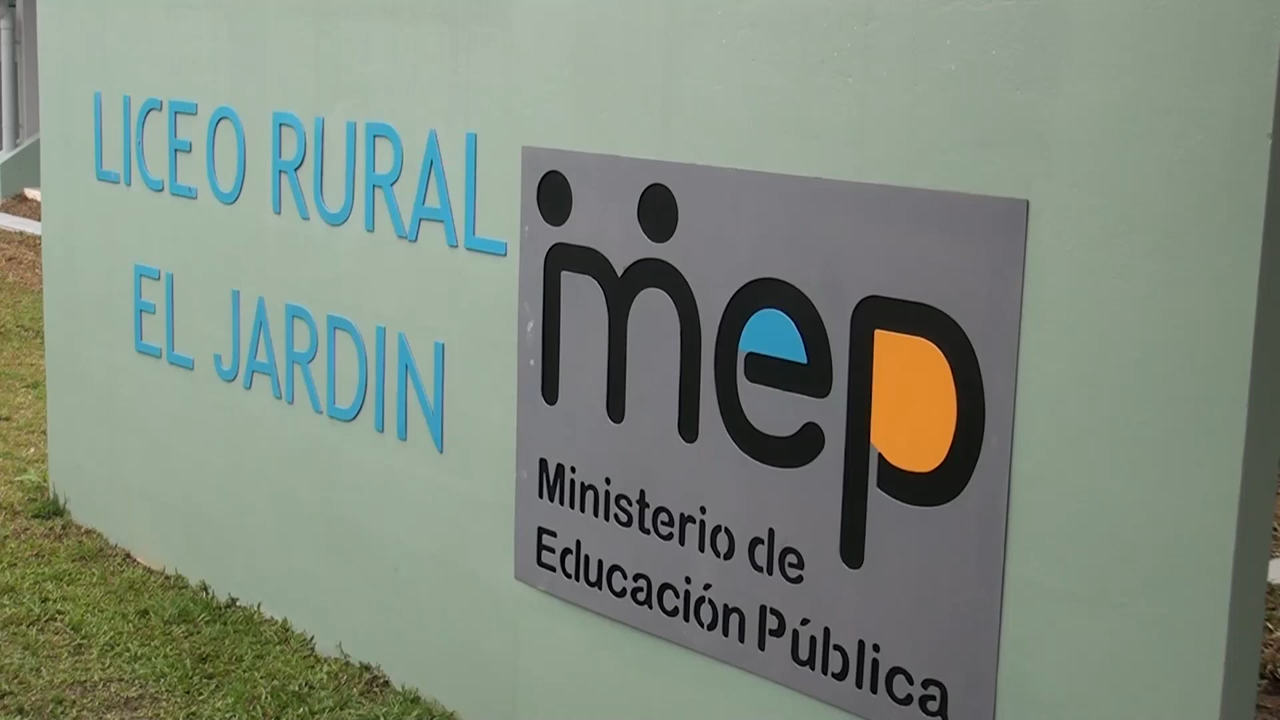 LICEO RURAL
EL JARDIN
mep
Ministerio de
Educación Pública